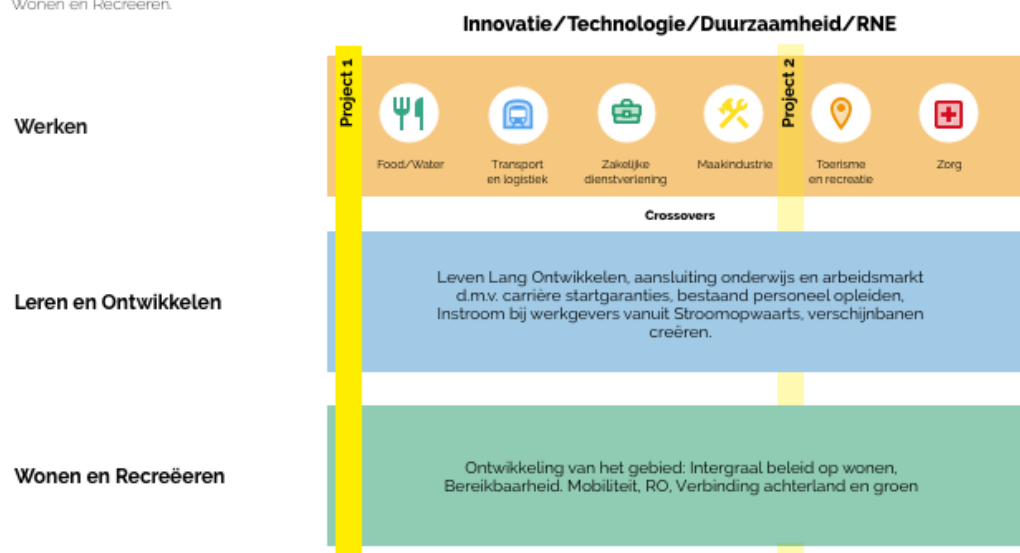 Wonen en Recreëren.
Innovatie/Technologie/Duurzaamheid/RNE
Werken
Project 1
Project 2
Food/Water
Transport
en logistiek
Zakelijke
dienstverlening
Maakindustrie
Toerisme
en recreatie
Zorg
Crossovers
Leren en Ontwikkelen
Leven Lang Ontwikkelen, aansluiting onderwijs en arbeidsmarkt
d.m.v. carrière startgaranties, bestaand personeel opleiden,
Instroom bij werkgevers vanuit Stroomopwaarts, verschijnbanen
creëren.
Wonen en Recreëeren
Ontwikkeling van het gebied: Intergraal beleid op wonen,
Bereikbaarheid. Mobiliteit, RO, Verbinding achterland en groen